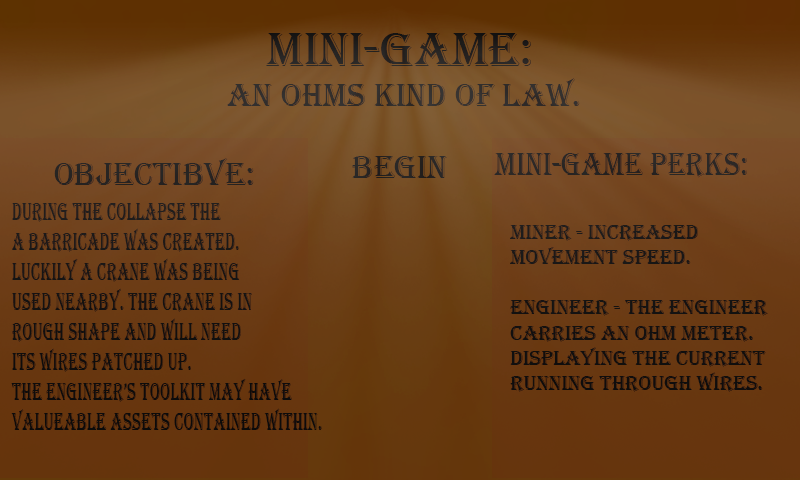 MINI-GAME:
AN OHMS KIND OF LAW.
OBJECTIBVE:
DURING THE COLLAPSE THE
A BARRICADE WAS CREATED.
LUCKILY A CRANE WAS BEING
USED NEARBY. THE CRANE IS IN
ROUGH SHAPE AND WILL NEED
ITS WIRES PATCHED UP.
THE ENGINEER'S TOOLKIT MAY HAVE
VALUEABLE ASSETS CONTAINED WITHIN.
BEGIN
MINI-GAME PERKS:
MINER = INCREASED
MOVEMENT SPEED.
ENGINEER = THE ENGINEER
CARRIES AN OHM METER.
DISPLAYING THE CURRENT
RUNNING THROUGH WIRES.